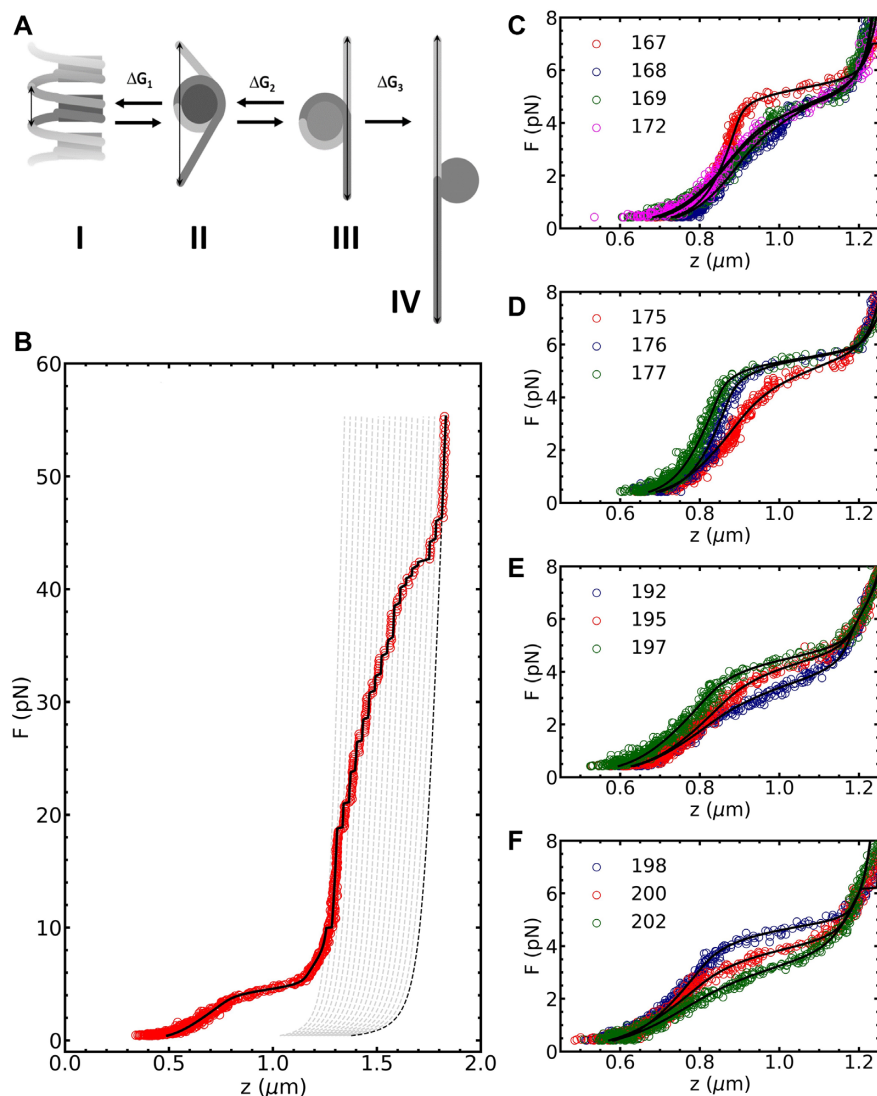 A
ΔG1
ΔG2
ΔG3
I
II
III
IV
B
60
50
40
30
20
10
0
F (pN)
0.0 0.5 1.0 1.5 2.0
z (μm)
C
167
168
169
172
8
6
4
2
0
F (pN)
0.6 0.8 1.0 1.2
z (μm)
D
175
176
177
8
6
4
2
0
F (pN)
0.6 0.8 1.0 1.2
z (μm)
E
192
195
197
8
6
4
2
0
F (pN)
0.6 0.8 1.0 1.2
z (μm)
F
198
200
202
8
6
4
2
0
F (pN)
0.6 0.8 1.0 1.2
z (μm)